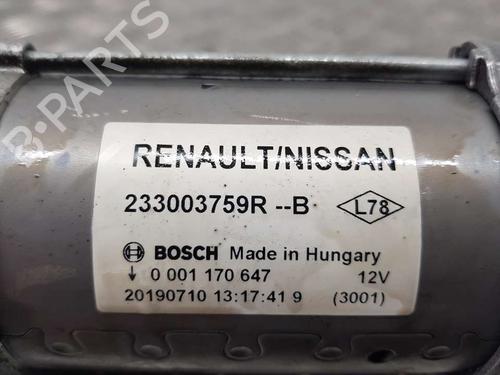 B-PARTS
RENAULT/NISSAN
233003759R --B L78
BOSCH Made in Hungary
0 001 170 647 12V
20190710 13:17:41 9 (3001)